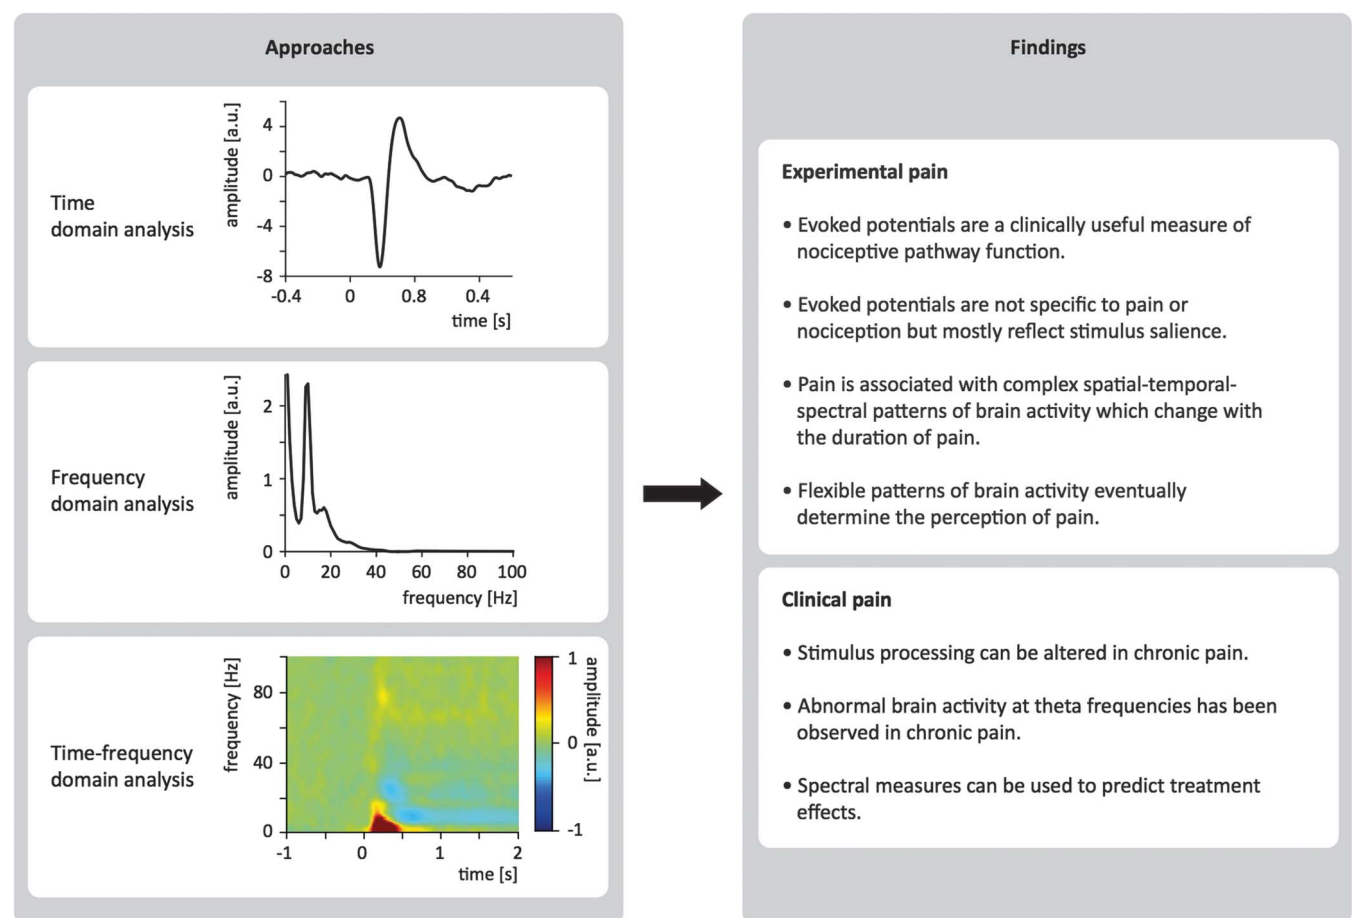 Approaches
Time
domain analysis
amplitude [a.u.]
4
0
-4
-8
-0.4 0 0.8 0.4
time [s]
Frequency
domain analysis
amplitude [a.u.]
2
1
0
0 20 40 60 80 100
frequency [Hz]
Time-frequency
domain analysis
frequency [Hz]
80
40
0
-1 0 1 2
time [s]
1
0
-1
amplitude [a.u.]
Findings
Experimental pain
• Evoked potentials are a clinically useful measure of
nociceptive pathway function.
• Evoked potentials are not specific to pain or
nociception but mostly reflect stimulus salience.
• Pain is associated with complex spatial-temporal-
spectral patterns of brain activity which change with
the duration of pain.
• Flexible patterns of brain activity eventually
determine the perception of pain.
Clinical pain
• Stimulus processing can be altered in chronic pain.
• Abnormal brain activity at theta frequencies has been
observed in chronic pain.
• Spectral measures can be used to predict treatment
effects.